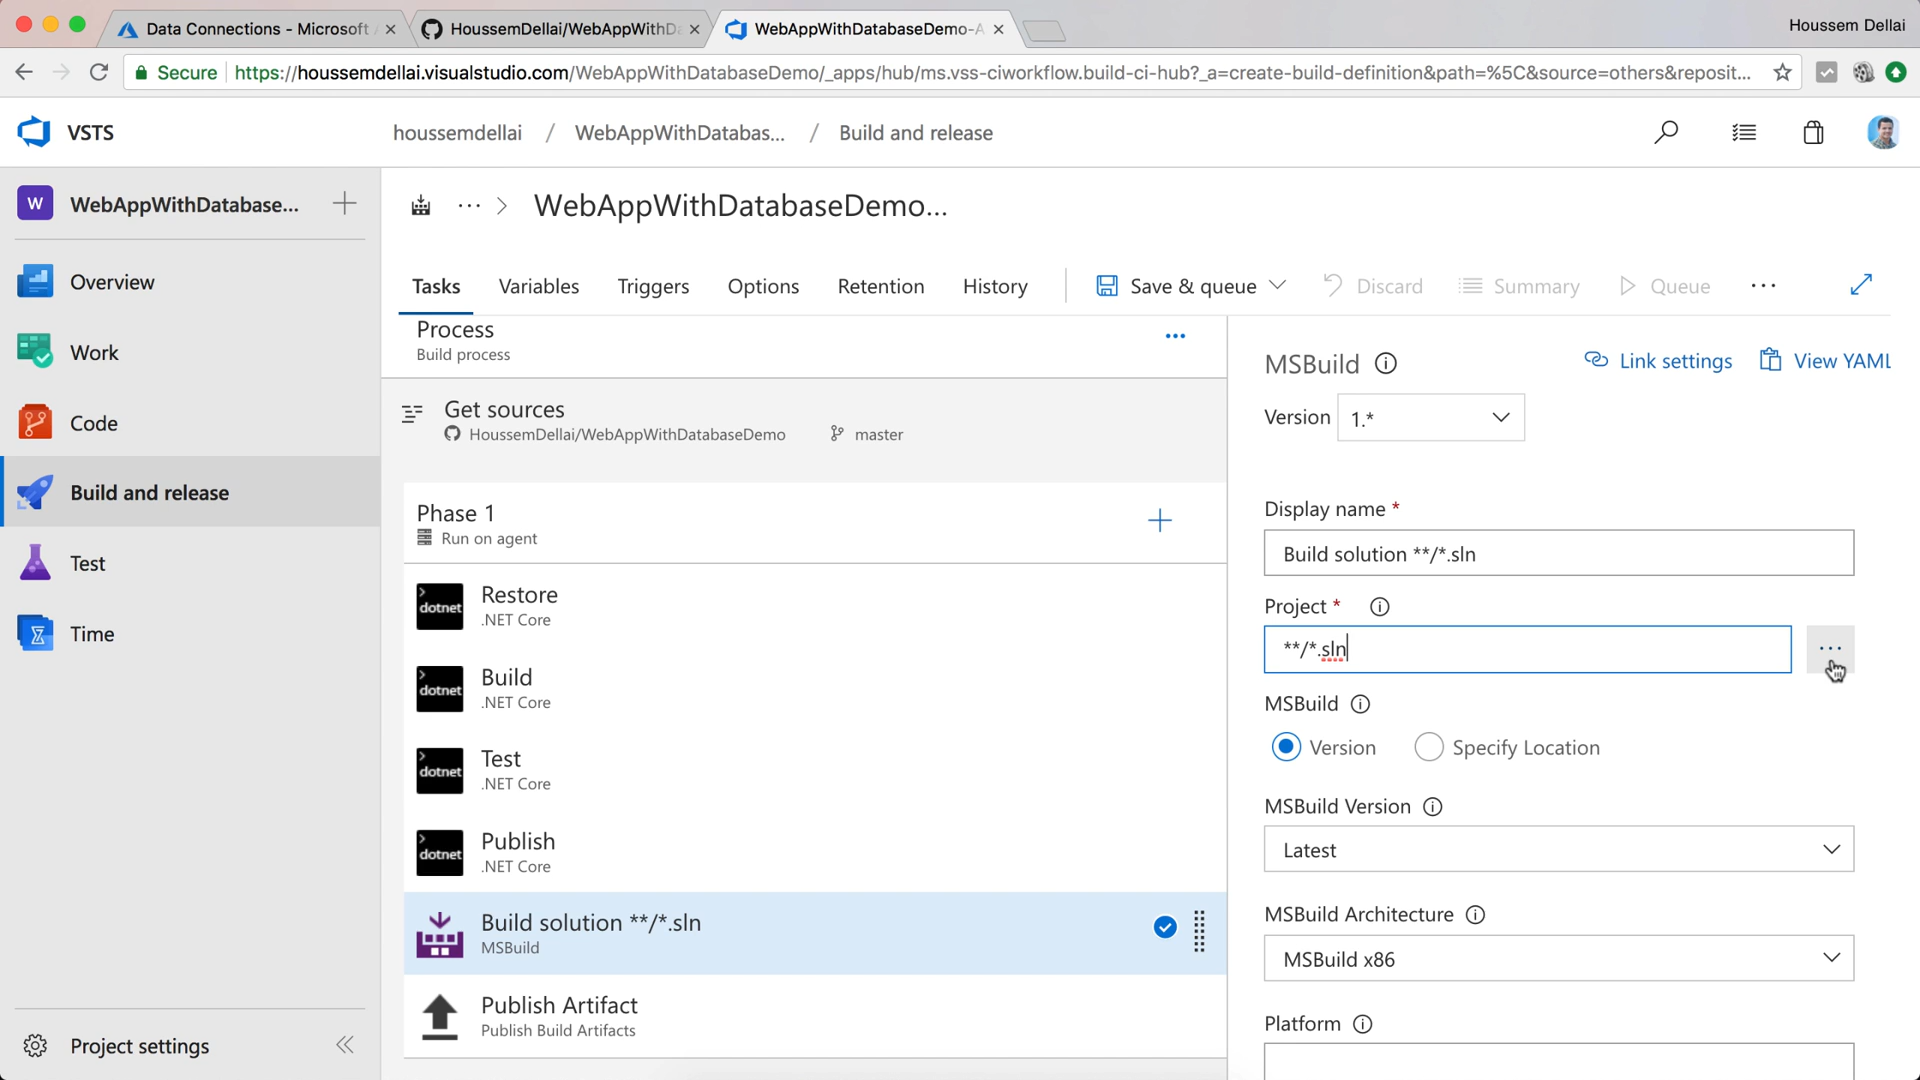 Data Connections - Microsoft
HoussemDellai/WebAppWithD
WebAppWithDatabaseDemo-A
Houssem Dellai
Secure
https://houssemdellai.visualstudio.com/WebAppWithDatabaseDemo/_apps/hub/ms.vss-ciworkflow.build-ci-hub?_a=create-build-definition&path=%5C&source=others&reposit...
VSTS
houssemdellai / WebAppWithDatabas... / Build and release
W WebAppWithDatabase...
WebAppWithDatabaseDemo...
Overview
Work
Code
Build and release
Test
Time
Project settings
Tasks
Variables
Triggers
Options
Retention
History
Save & queue
Discard
Summary
Queue
...
Process
Build process
Get sources
HoussemDellai/WebAppWithDatabaseDemo master
Phase 1
Run on agent
dotnet
Restore
.NET Core
dotnet
Build
.NET Core
dotnet
Test
.NET Core
dotnet
Publish
.NET Core
Build solution **/*.sln
MSBuild
Publish Artifact
Publish Build Artifacts
MSBuild
Link settings
View YAML
Version 1.*
Display name *
Build solution **/*.sln
Project *
**/*.sln
...
MSBuild
Version
Specify Location
MSBuild Version
Latest
MSBuild Architecture
MSBuild x86
Platform